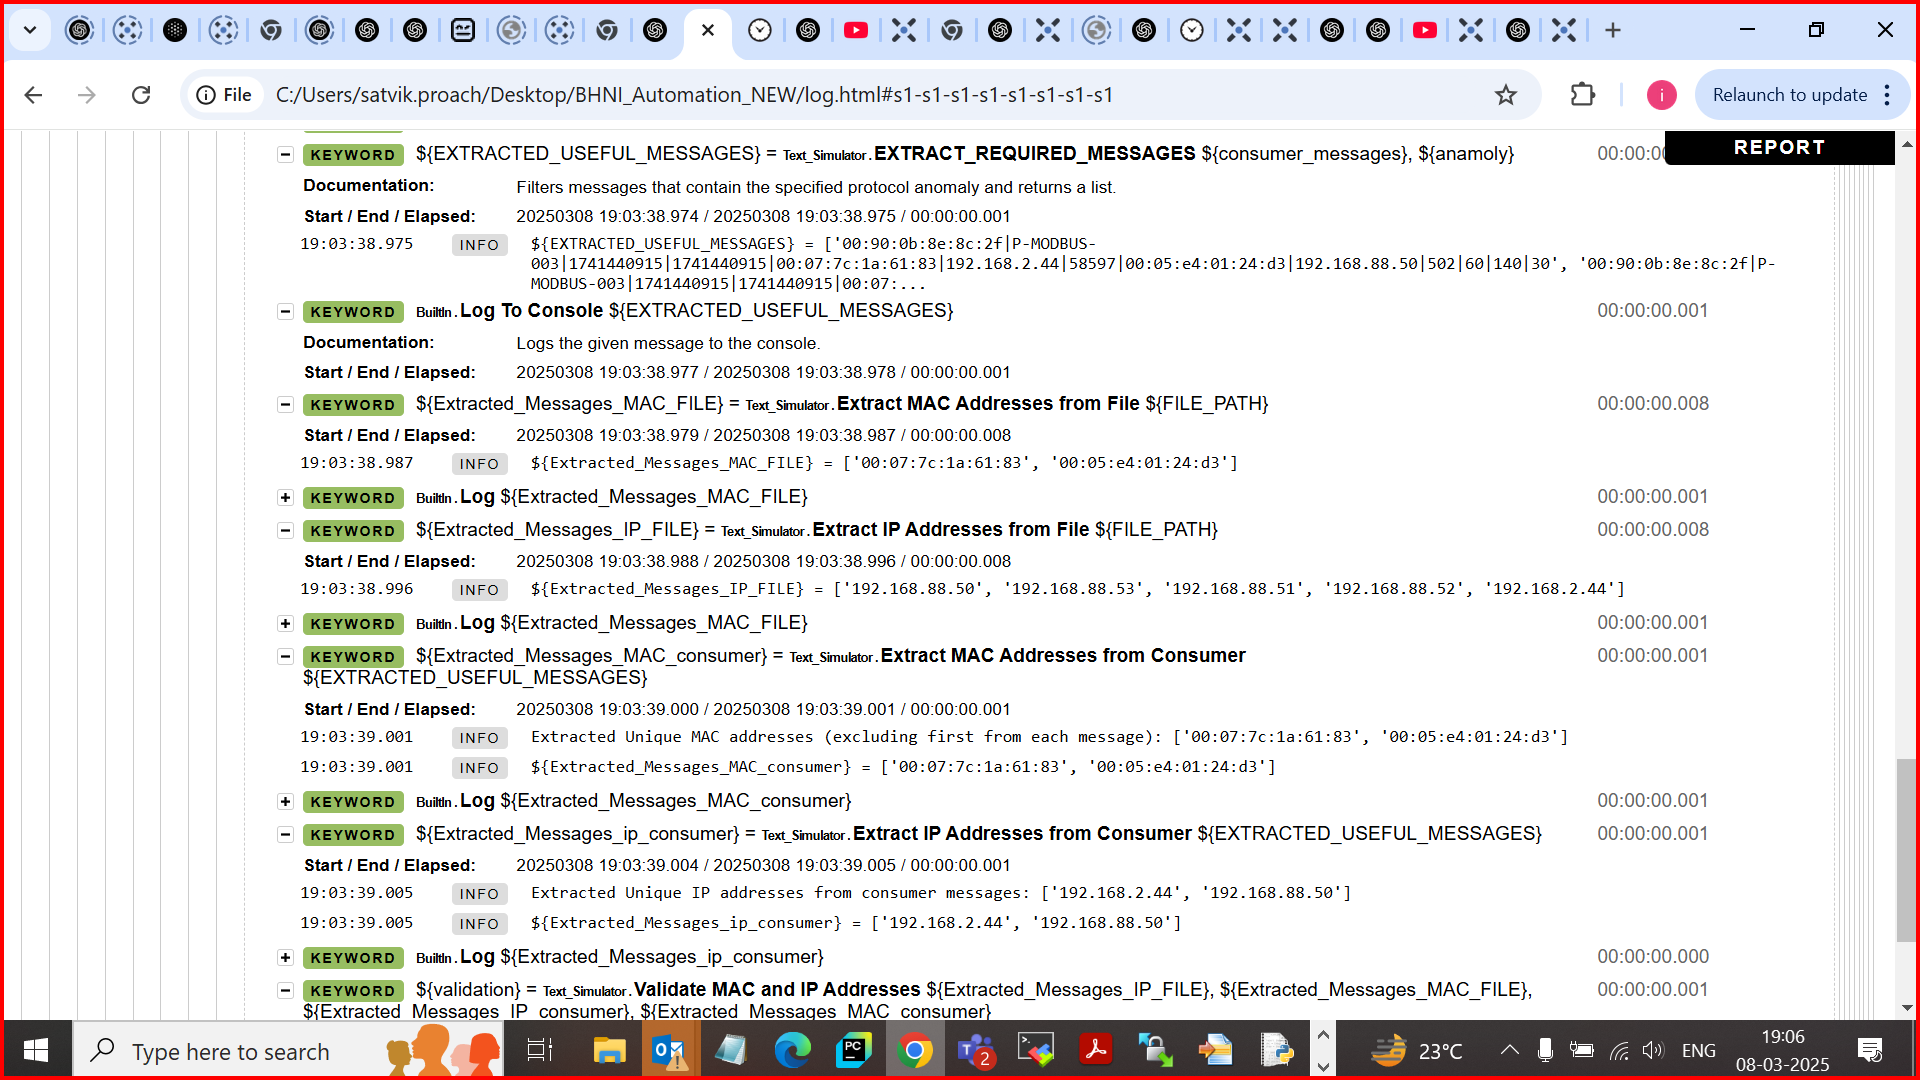 File C:/Users/satvik.proach/Desktop/BHNI_Automation_NEW/log.html#s1-s1-s1-s1-s1-s1-s1-s1 i Relaunch to update
REPORT
KEYWORD ${EXTRACTED_USEFUL_MESSAGES} = Text_Simulator.EXTRACT_REQUIRED_MESSAGES ${consumer_messages}, ${anamoly} 00:00:00
Documentation: Filters messages that contain the specified protocol anomaly and returns a list.
Start / End / Elapsed: 20250308 19:03:38.974 / 20250308 19:03:38.975 / 00:00:00.001
19:03:38.975 INFO ${EXTRACTED_USEFUL_MESSAGES} = ['00:90:0b:8e:8c:2f|P-MODBUS-
003|1741440915|1741440915|00:07:7c:1a:61:83|192.168.2.44|58597|00:05:e4:01:24:d3|192.168.88.50|502|60|140|30', '00:90:0b:8e:8c:2f|P-
MODBUS-003|1741440915|1741440915|00:07:...
KEYWORD BuiltIn.Log To Console ${EXTRACTED_USEFUL_MESSAGES} 00:00:00.001
Documentation: Logs the given message to the console.
Start / End / Elapsed: 20250308 19:03:38.977 / 20250308 19:03:38.978 / 00:00:00.001
KEYWORD ${Extracted_Messages_MAC_FILE} = Text_Simulator.Extract MAC Addresses from File ${FILE_PATH} 00:00:00.008
Start / End / Elapsed: 20250308 19:03:38.979 / 20250308 19:03:38.987 / 00:00:00.008
19:03:38.987 INFO ${Extracted_Messages_MAC_FILE} = ['00:07:7c:1a:61:83', '00:05:e4:01:24:d3']
KEYWORD BuiltIn.Log ${Extracted_Messages_MAC_FILE} 00:00:00.001
KEYWORD ${Extracted_Messages_IP_FILE} = Text_Simulator.Extract IP Addresses from File ${FILE_PATH} 00:00:00.008
Start / End / Elapsed: 20250308 19:03:38.988 / 20250308 19:03:38.996 / 00:00:00.008
19:03:38.996 INFO ${Extracted_Messages_IP_FILE} = ['192.168.88.50', '192.168.88.53', '192.168.88.51', '192.168.88.52', '192.168.2.44']
KEYWORD BuiltIn.Log ${Extracted_Messages_MAC_FILE} 00:00:00.001
KEYWORD ${Extracted_Messages_MAC_consumer} = Text_Simulator.Extract MAC Addresses from Consumer 00:00:00.001
${EXTRACTED_USEFUL_MESSAGES}
Start / End / Elapsed: 20250308 19:03:39.000 / 20250308 19:03:39.001 / 00:00:00.001
19:03:39.001 INFO Extracted Unique MAC addresses (excluding first from each message): ['00:07:7c:1a:61:83', '00:05:e4:01:24:d3']
19:03:39.001 INFO ${Extracted_Messages_MAC_consumer} = ['00:07:7c:1a:61:83', '00:05:e4:01:24:d3']
KEYWORD BuiltIn.Log ${Extracted_Messages_MAC_consumer} 00:00:00.001
KEYWORD ${Extracted_Messages_ip_consumer} = Text_Simulator.Extract IP Addresses from Consumer ${EXTRACTED_USEFUL_MESSAGES} 00:00:00.001
Start / End / Elapsed: 20250308 19:03:39.004 / 20250308 19:03:39.005 / 00:00:00.001
19:03:39.005 INFO Extracted Unique IP addresses from consumer messages: ['192.168.2.44', '192.168.88.50']
19:03:39.005 INFO ${Extracted_Messages_ip_consumer} = ['192.168.2.44', '192.168.88.50']
KEYWORD BuiltIn.Log ${Extracted_Messages_ip_consumer} 00:00:00.000
KEYWORD ${validation} = Text_Simulator.Validate MAC and IP Addresses ${Extracted_Messages_IP_FILE}, ${Extracted_Messages_MAC_FILE}, 00:00:00.001
${Extracted_Messages_IP_consumer}, ${Extracted_Messages_MAC_consumer}
Type here to search PC 2 23°C ENG 19:06
08-03-2025